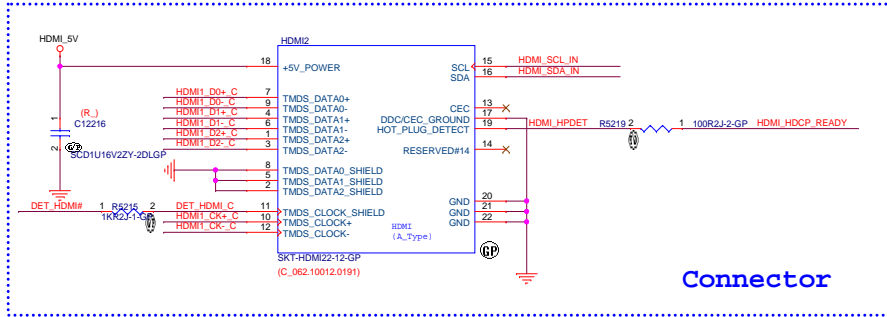 HDMI_5V
HDMI2
18 +5V_POWER
SCL 15 HDMI_SCL_IN
SDA 16 HDMI_SDA_IN
HDMI1_D0+_C 7 TMDS_DATA0+
HDMI1_D0-_C 9 TMDS_DATA0-
HDMI1_D1+_C 4 TMDS_DATA1+
HDMI1_D1-_C 6 TMDS_DATA1-
HDMI1_D2+_C 1 TMDS_DATA2+
HDMI1_D2-_C 3 TMDS_DATA2-
CEC 13
DDC/CEC_GROUND 17
HOT_PLUG_DETECT 19 HDMI_HPDET R5219 2 1 100R2J-2-GP HDMI_HDCP_READY
RESERVED#14 14
1 (R_)
C12216
2 SCD1U16V2ZY-2DLGP
8 TMDS_DATA0_SHIELD
5 TMDS_DATA1_SHIELD
2 TMDS_DATA2_SHIELD
GND 20
GND 21
GND 22
DET_HDMI# 1 R5215 2 DET_HDMI_C 11 TMDS_CLOCK_SHIELD
1KR2J-1-GP
HDMI1_CK+_C 10 TMDS_CLOCK+
HDMI1_CK-_C 12 TMDS_CLOCK-
HDMI
(A_Type)
GP
SKT-HDMI22-12-GP
(C_062.10012.0191)
Connector